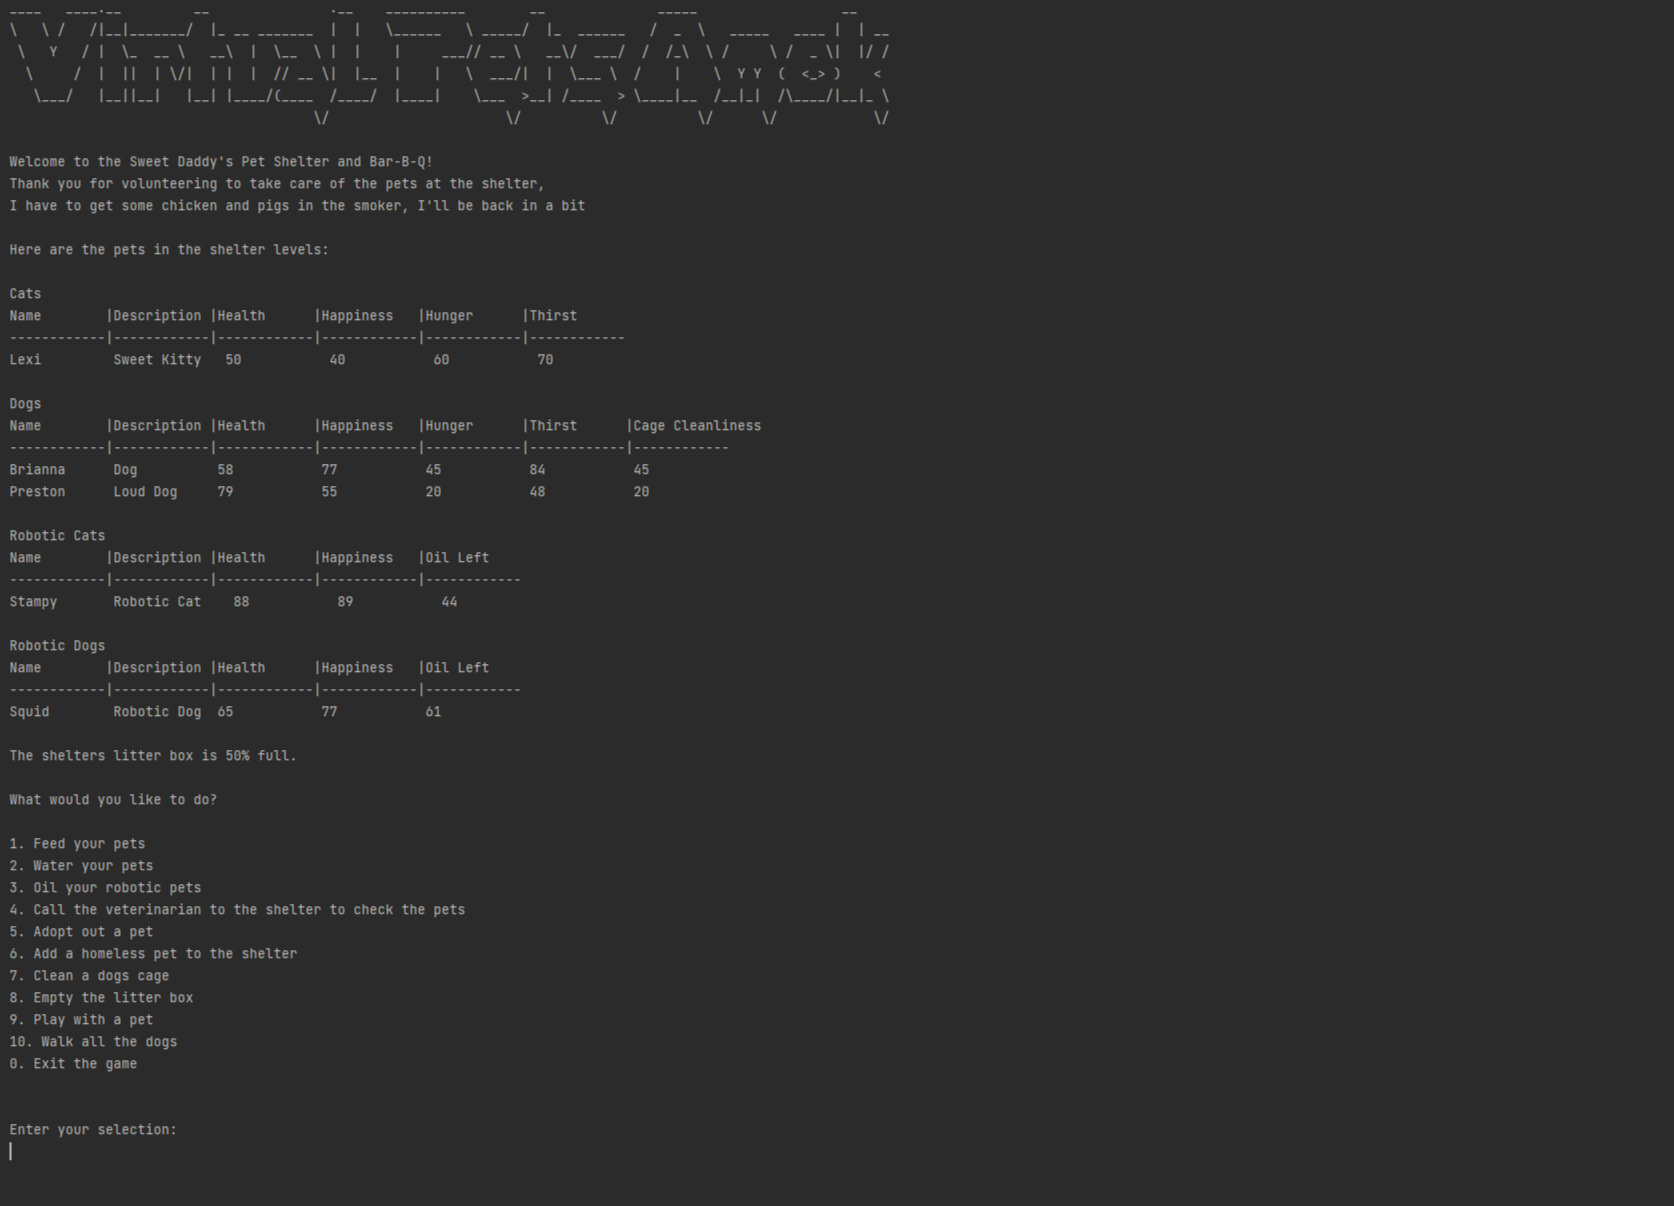 Welcome to the Sweet Daddy's Pet Shelter and Bar-B-Q!
Thank you for volunteering to take care of the pets at the shelter,
I have to get some chicken and pigs in the smoker, I'll be back in a bit
Here are the pets in the shelter levels:
Cats
Name        |Description |Health      |Happiness   |Hunger      |Thirst
------------|------------|------------|------------|------------|------------
Lexi         Sweet Kitty   50           40           60           70
Dogs
Name        |Description |Health      |Happiness   |Hunger      |Thirst      |Cage Cleanliness
------------|------------|------------|------------|------------|------------|------------
Brianna      Dog          58           77           45           84           45
Preston      Loud Dog     79           55           20           48           20
Robotic Cats
Name        |Description |Health      |Happiness   |Oil Left
------------|------------|------------|------------|------------
Stampy       Robotic Cat    88           89           44
Robotic Dogs
Name        |Description |Health      |Happiness   |Oil Left
------------|------------|------------|------------|------------
Squid        Robotic Dog  65           77           61
The shelters litter box is 50% full.
What would you like to do?
1. Feed your pets
2. Water your pets
3. Oil your robotic pets
4. Call the veterinarian to the shelter to check the pets
5. Adopt out a pet
6. Add a homeless pet to the shelter
7. Clean a dogs cage
8. Empty the litter box
9. Play with a pet
10. Walk all the dogs
0. Exit the game
Enter your selection: